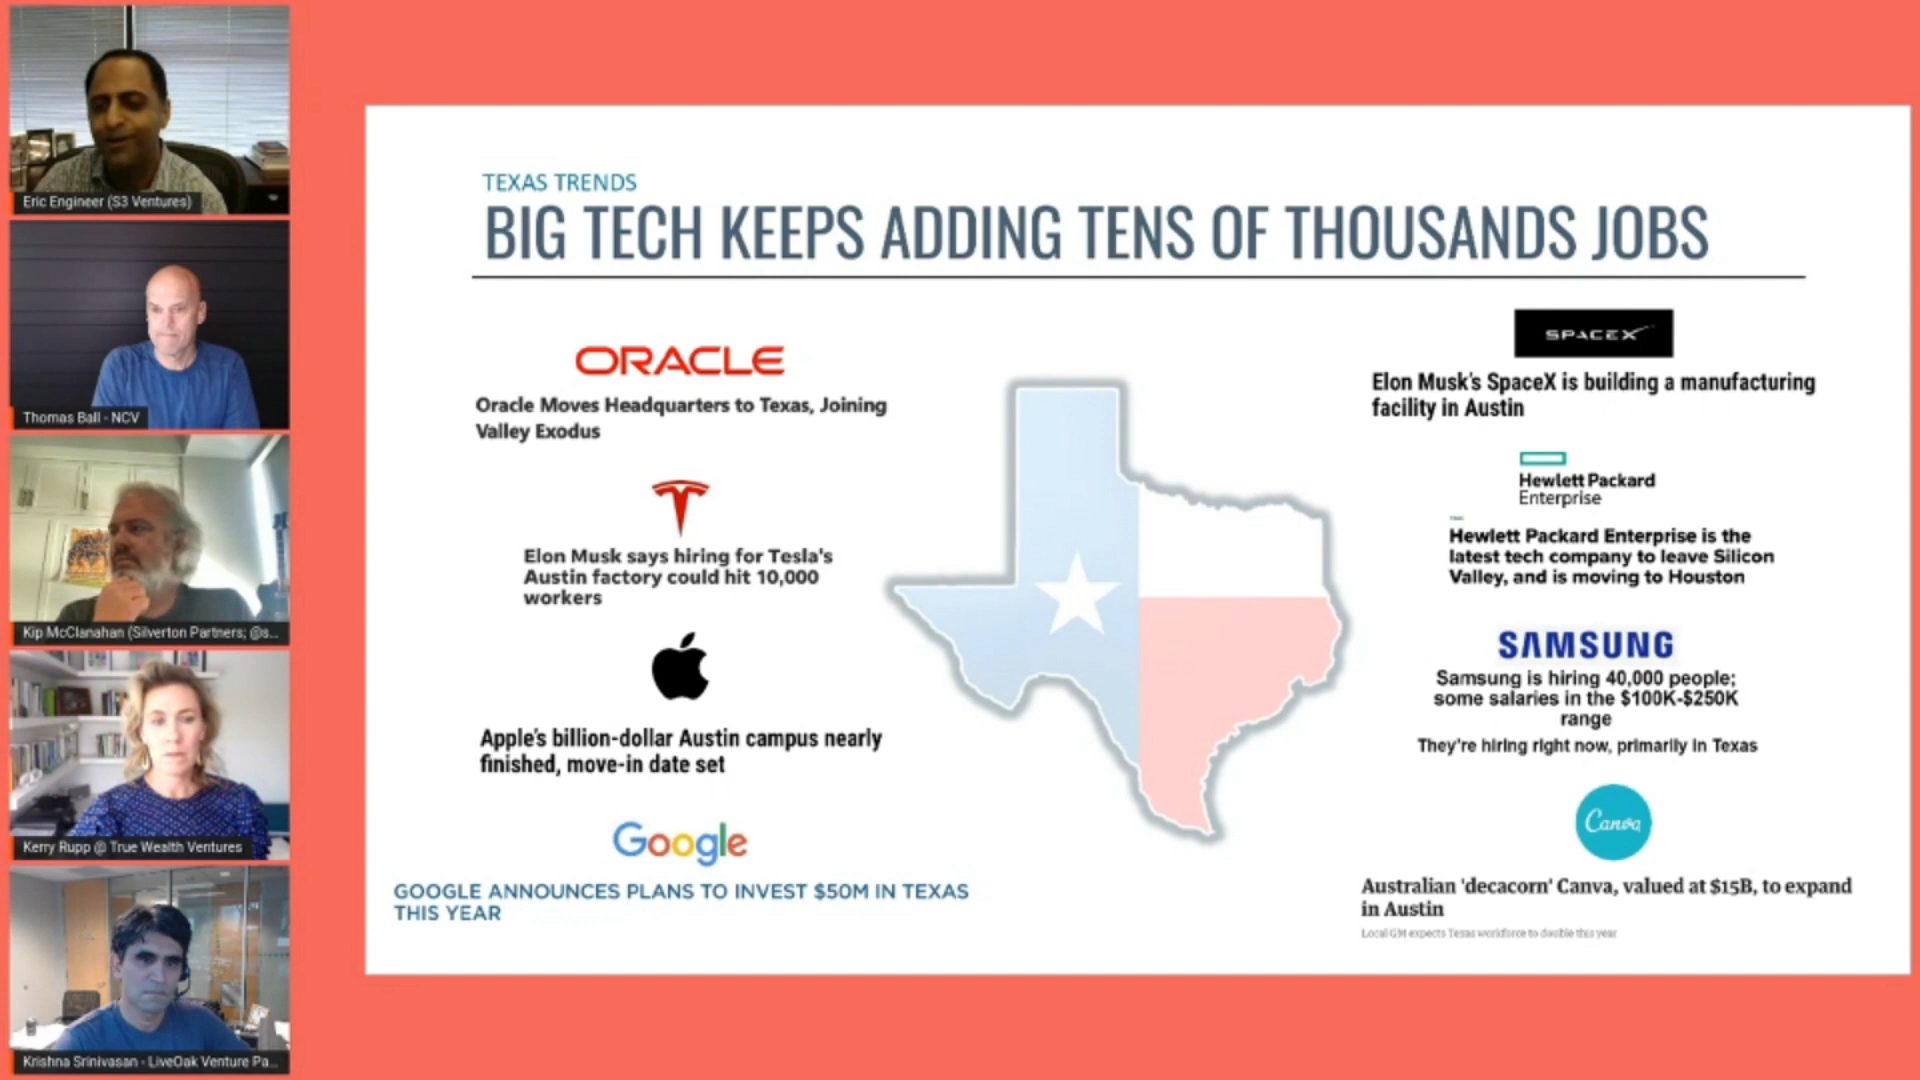 Eric Engineer (S3 Ventures)
Thomas Ball - NCV
Kip McClanahan (Silverton Partners; @s...
Kerry Rupp @ True Wealth Ventures
Krishna Srinivasan - LiveOak Venture Pa...
TEXAS TRENDS
BIG TECH KEEPS ADDING TENS OF THOUSANDS JOBS
ORACLE
Oracle Moves Headquarters to Texas, Joining
Valley Exodus
Elon Musk says hiring for Tesla's
Austin factory could hit 10,000
workers
Apple's billion-dollar Austin campus nearly
finished, move-in date set
Google
GOOGLE ANNOUNCES PLANS TO INVEST $50M IN TEXAS
THIS YEAR
SPACEX
Elon Musk's SpaceX is building a manufacturing
facility in Austin
Hewlett Packard
Enterprise
Hewlett Packard Enterprise is the
latest tech company to leave Silicon
Valley, and is moving to Houston
SAMSUNG
Samsung is hiring 40,000 people;
some salaries in the $100K-$250K
range
They're hiring right now, primarily in Texas
Canva
Australian 'decacorn' Canva, valued at $15B, to expand
in Austin
Local GM expects Texas workforce to double this year